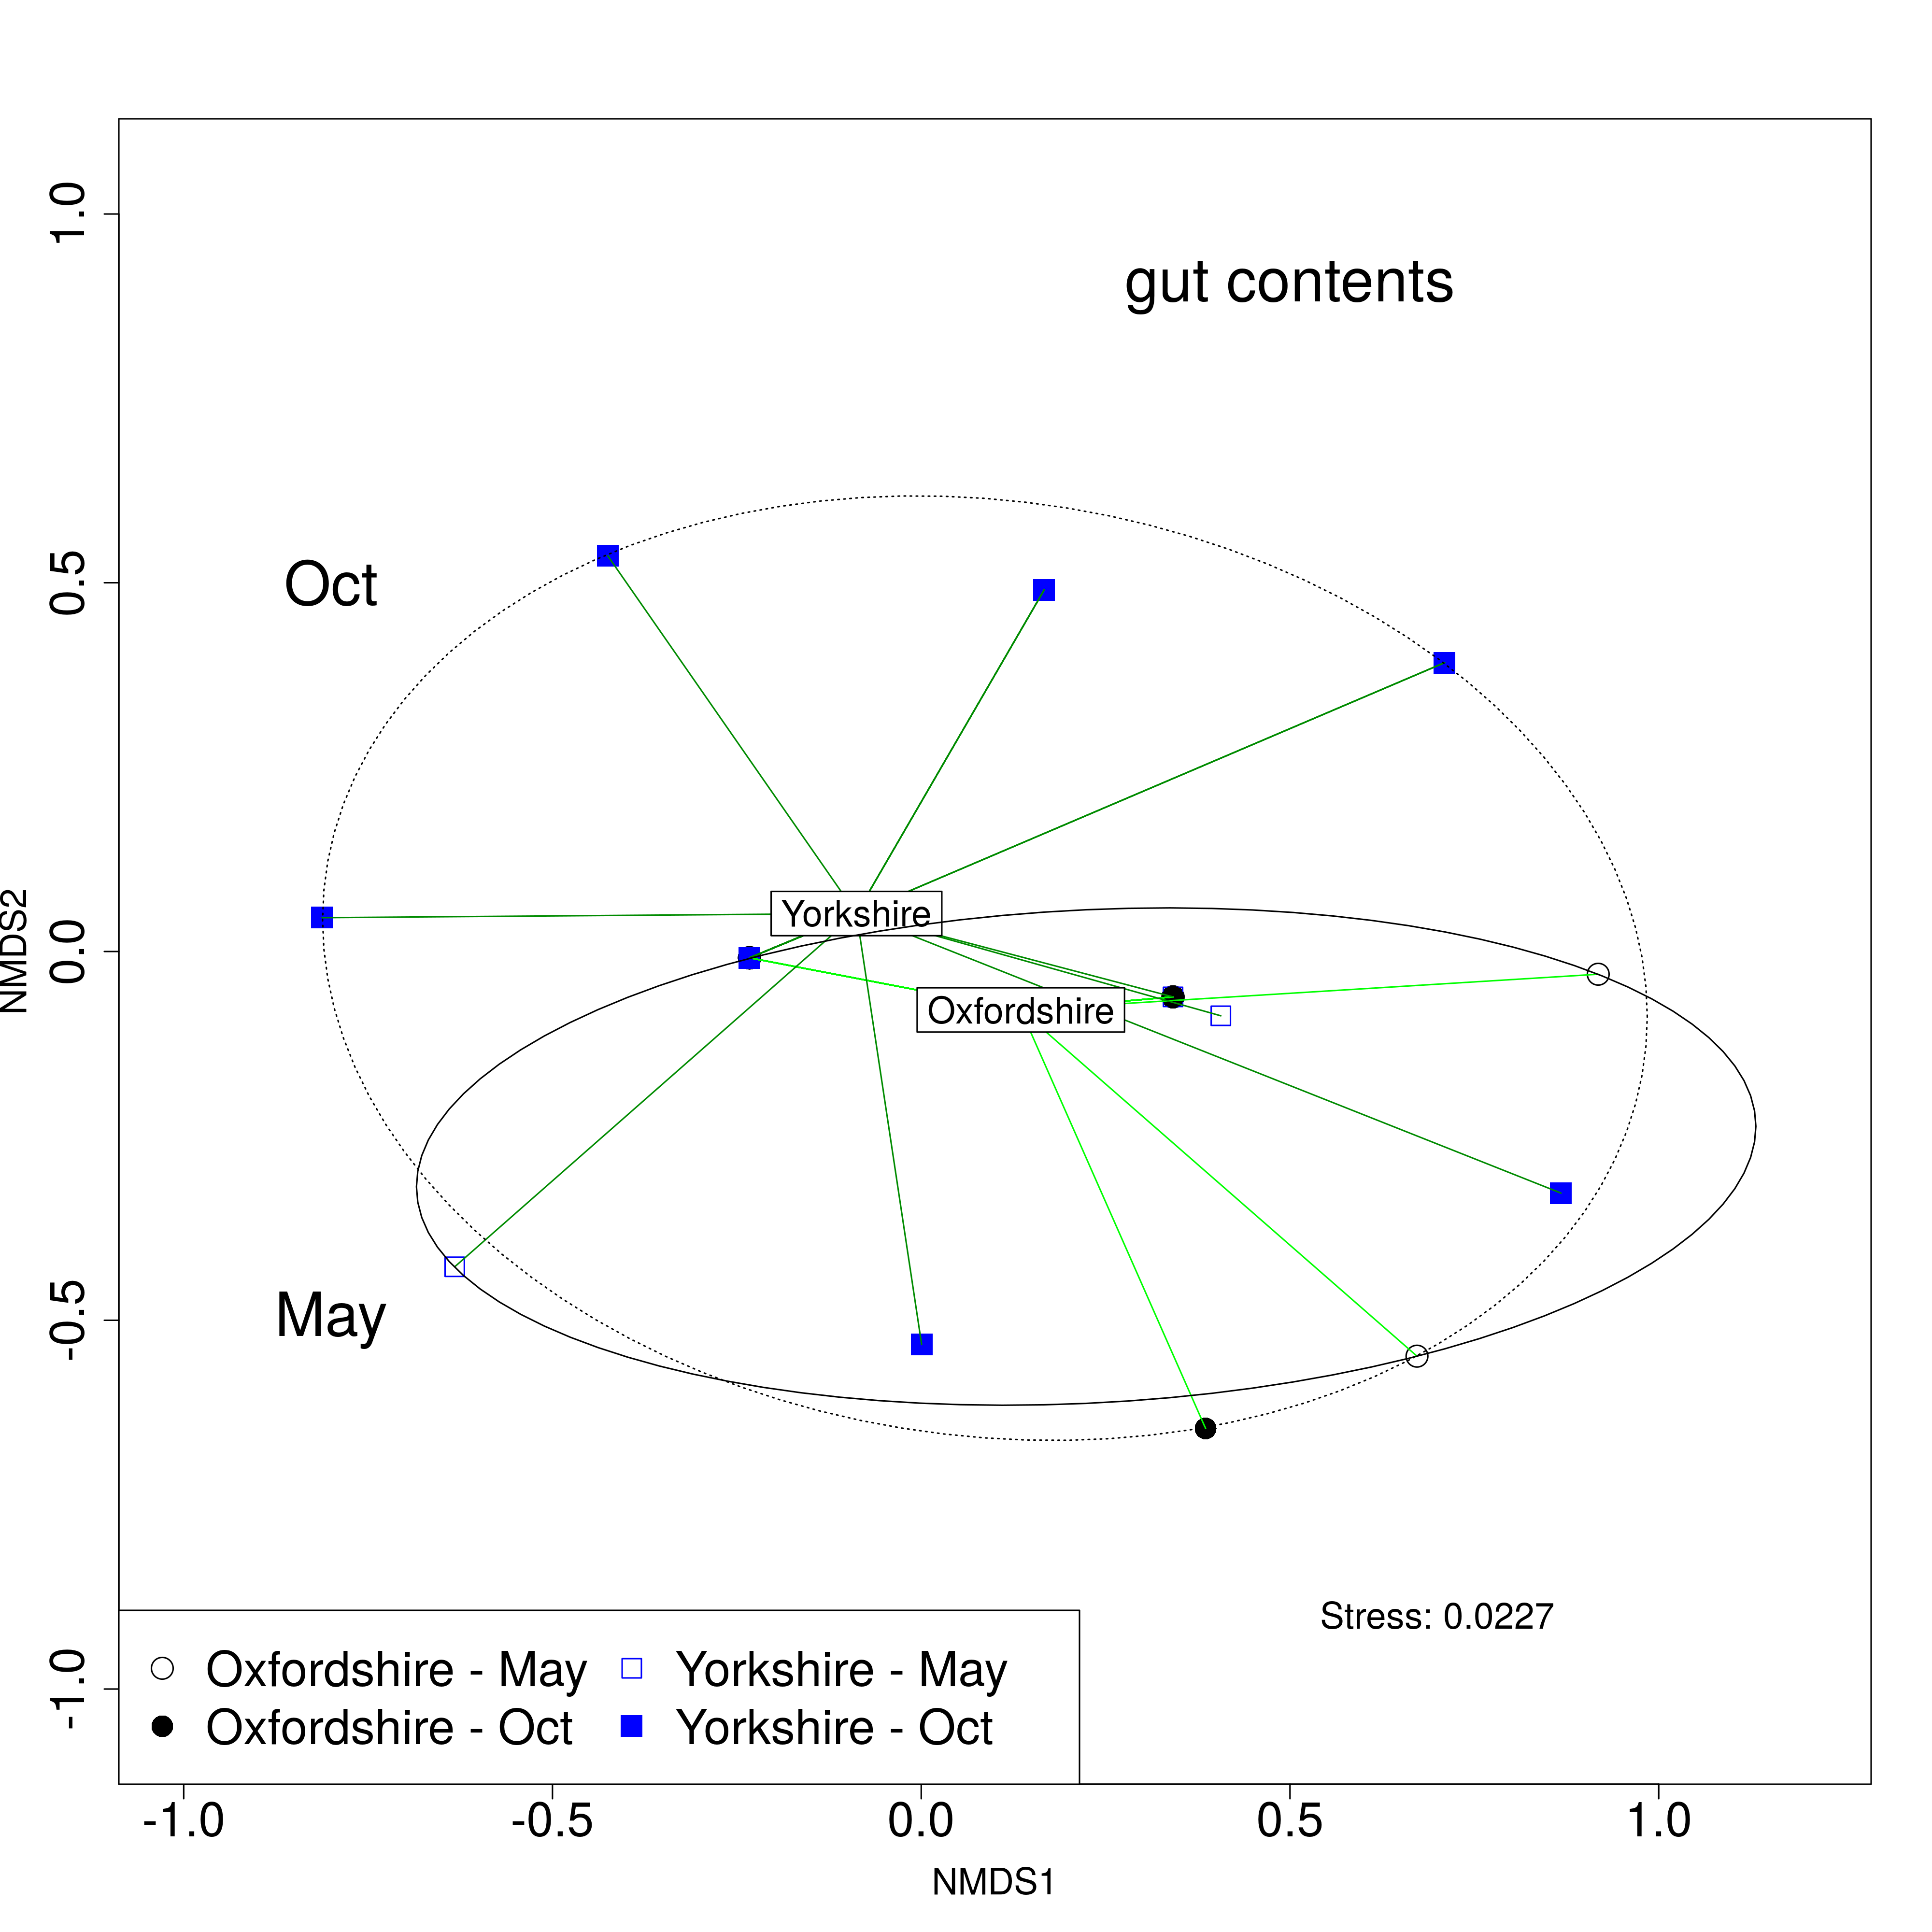 gut contents
1.0
0.5
0.0
-0.5
-1.0
NMDS2
Oct
Yorkshire
Oxfordshire
May
Stress: 0.0227
Oxfordshire - May
Yorkshire - May
Oxfordshire - Oct
Yorkshire - Oct
-1.0
-0.5
0.0
0.5
1.0
NMDS1